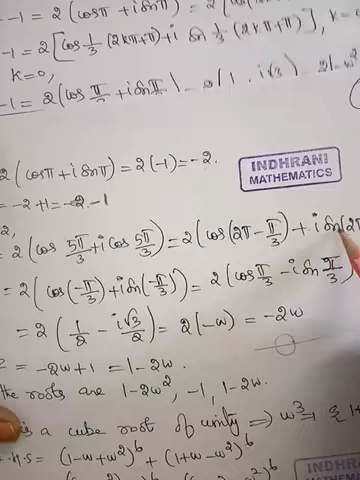 -1 = 2(cosπ + i sinπ) = 2[cos
-1 = 2[cos 1/3 (2kπ+π) + i sin 1/3 (2kπ+π)], k =
k=0,
-1 = 2(cos π/3 + i sin π/3)
2(cosπ + i sinπ) = 2(-1) = -2.
INDHRANI
MATHEMATICS
= -2+1 = -1
2,
= 2(cos 5π/3 + i cos 5π/3) = 2(cos(2π - π/3) + i sin(2π
= 2(cos(-π/3) + i sin(-π/3)) = 2(cos π/3 - i sin π/3)
= 2(1/2 - i√3/2) = 2(-ω) = -2ω
z = -2ω+1 = 1-2ω.
the roots are 1-2ω², -1, 1-2ω.
is a cube root of unity ⇒ ω³=1
.H.S = (1-ω+ω²)⁶ + (1+ω-ω²)⁶